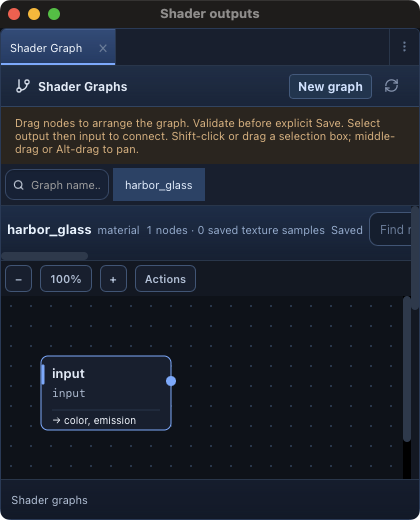 Shader outputs
Shader Graph
Shader Graphs
New graph
Drag nodes to arrange the graph. Validate before explicit Save. Select
output then input to connect. Shift-click or drag a selection box; middle-
drag or Alt-drag to pan.
Graph name..
harbor_glass
harbor_glass material 1 nodes · 0 saved texture samples Saved Find
− 100% + Actions
input
input
→ color, emission
Shader graphs